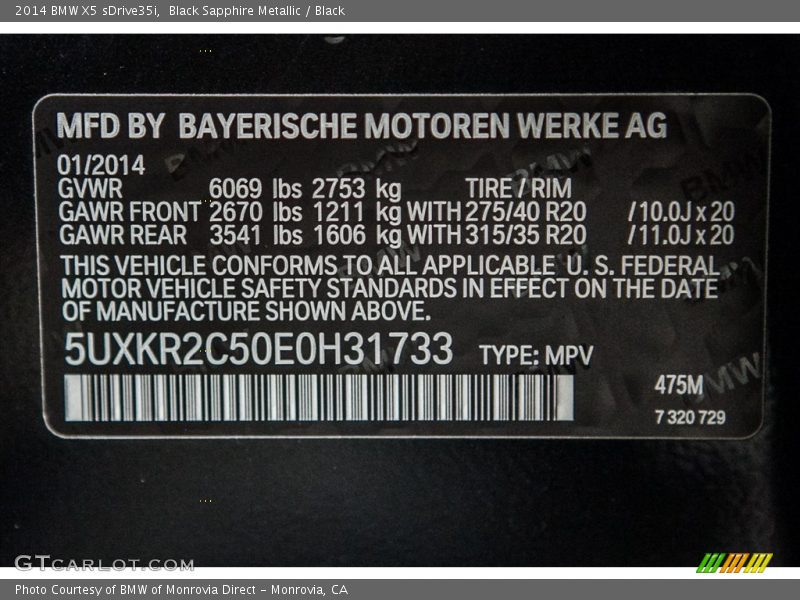 2014 BMW X5 sDrive35i, Black Sapphire Metallic / Black
MFD BY BAYERISCHE MOTOREN WERKE AG
01/2014
GVWR 6069 lbs 2753 kg TIRE / RIM
GAWR FRONT 2670 lbs 1211 kg WITH 275/40 R20 /10.0J x 20
GAWR REAR 3541 lbs 1606 kg WITH 315/35 R20 /11.0J x 20
THIS VEHICLE CONFORMS TO ALL APPLICABLE U. S. FEDERAL
MOTOR VEHICLE SAFETY STANDARDS IN EFFECT ON THE DATE
OF MANUFACTURE SHOWN ABOVE.
5UXKR2C50E0H31733 TYPE: MPV
475M
7 320 729
GTCARLOT.COM
Photo Courtesy of BMW of Monrovia Direct – Monrovia, CA